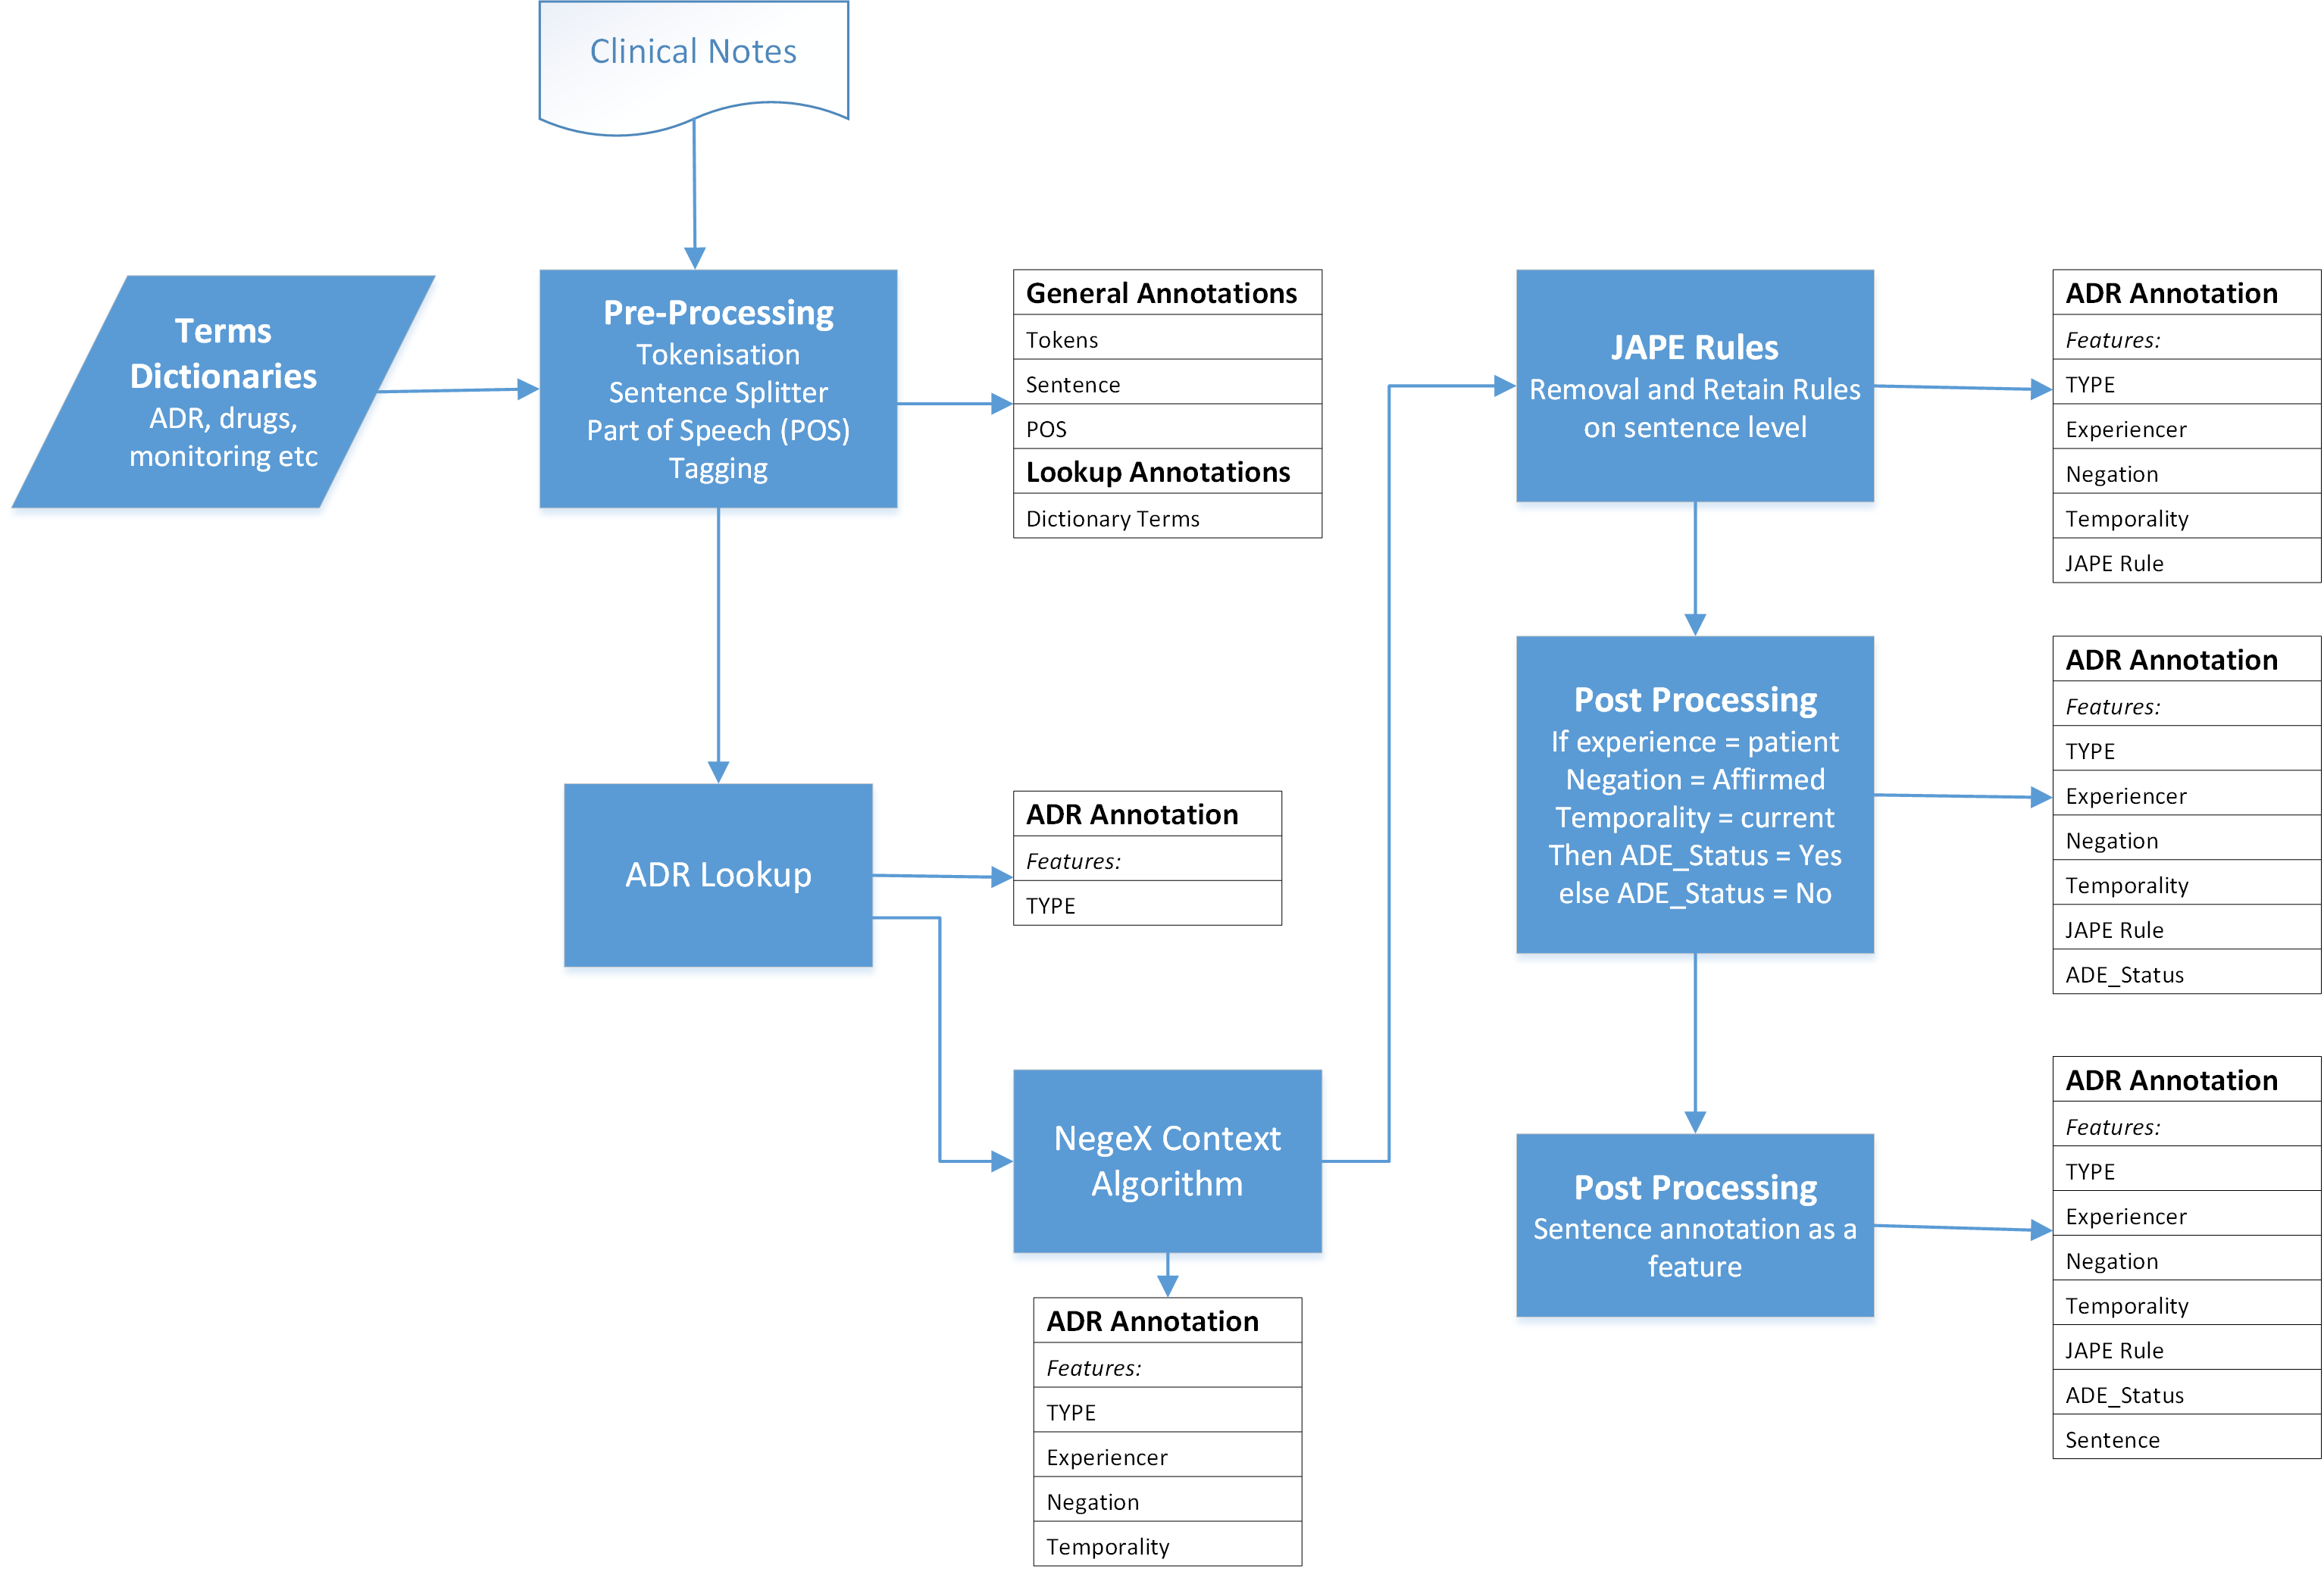 Clinical Notes
Terms
Dictionaries
ADR, drugs,
monitoring etc
Pre-Processing
Tokenisation
Sentence Splitter
Part of Speech (POS)
Tagging
General Annotations
Tokens
Sentence
POS
Lookup Annotations
Dictionary Terms
ADR Lookup
ADR Annotation
Features:
TYPE
NegeX Context
Algorithm
ADR Annotation
Features:
TYPE
Experiencer
Negation
Temporality
JAPE Rules
Removal and Retain Rules
on sentence level
ADR Annotation
Features:
TYPE
Experiencer
Negation
Temporality
JAPE Rule
Post Processing
If experience = patient
Negation = Affirmed
Temporality = current
Then ADE_Status = Yes
else ADE_Status = No
ADR Annotation
Features:
TYPE
Experiencer
Negation
Temporality
JAPE Rule
ADE_Status
Post Processing
Sentence annotation as a
feature
ADR Annotation
Features:
TYPE
Experiencer
Negation
Temporality
JAPE Rule
ADE_Status
Sentence